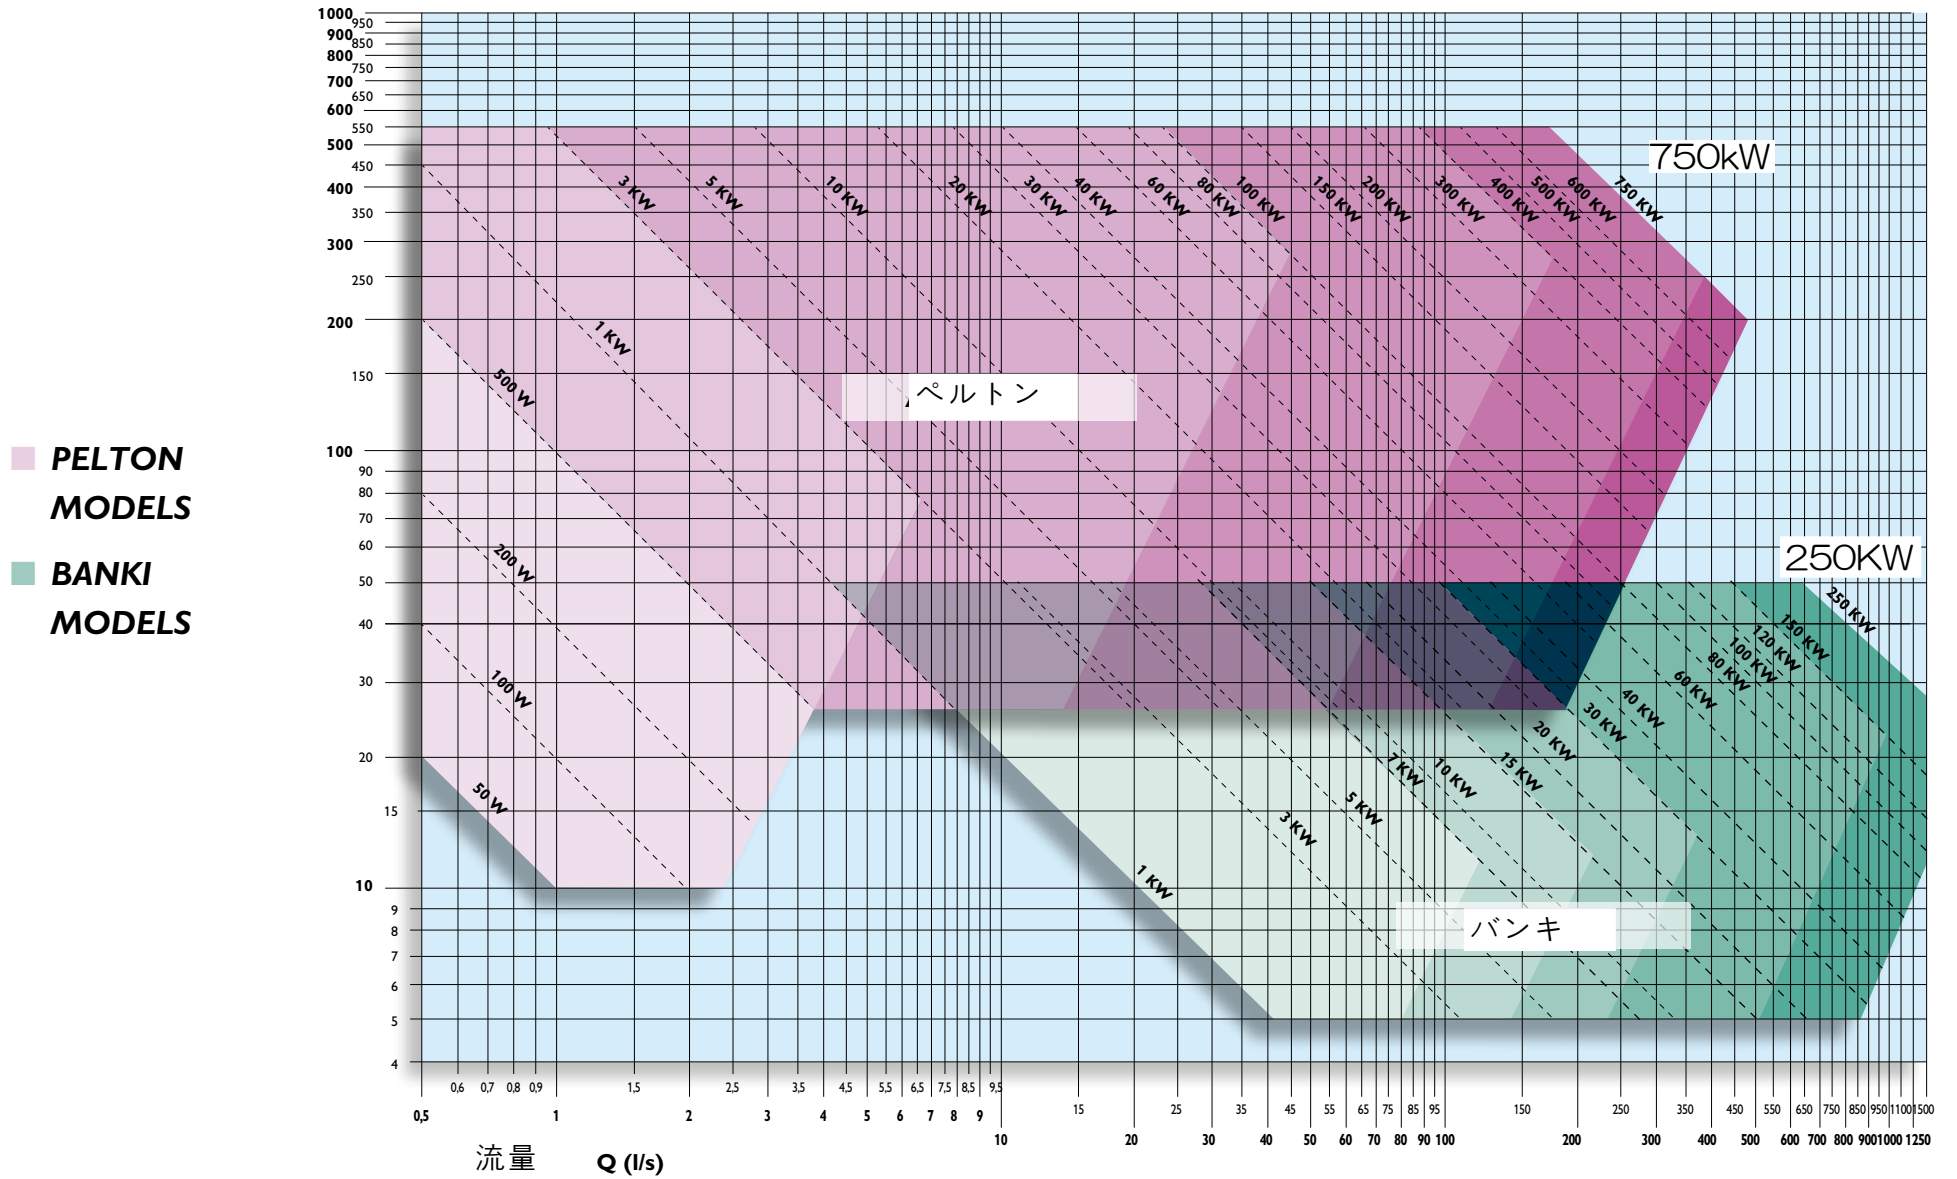 1000
950
900
850
800
750
700
650
600
550
500
450
400
350
300
250
200
150
100
90
80
70
60
50
40
30
20
15
10
9
8
7
6
5
4
750kW
3 KW
5 KW
10 KW
20 KW
30 KW
40 KW
60 KW
80 KW
100 KW
150 KW
200 KW
300 KW
400 KW
500 KW
600 KW
750 KW
1 KW
500 W
200 W
100 W
50 W
ペルトン
PELTON
MODELS
BANKI
MODELS
250KW
250 KW
150 KW
120 KW
100 KW
80 KW
60 KW
40 KW
30 KW
20 KW
15 KW
10 KW
7 KW
5 KW
3 KW
1 KW
バンキ
0,6 0,7 0,8 0,9 1,5 2,5 3,5 4,5 5,5 6,5 7,5 8,5 9,5
15 25 35 45 55 65 75 85 95 150 250 350 450 550 650 750 850 950 1100 1500
0,5 1 2 3 4 5 6 7 8 9
10 20 30 40 50 60 70 80 90 100 200 300 400 500 600 700 800 900 1000 1250
流量 Q (l/s)